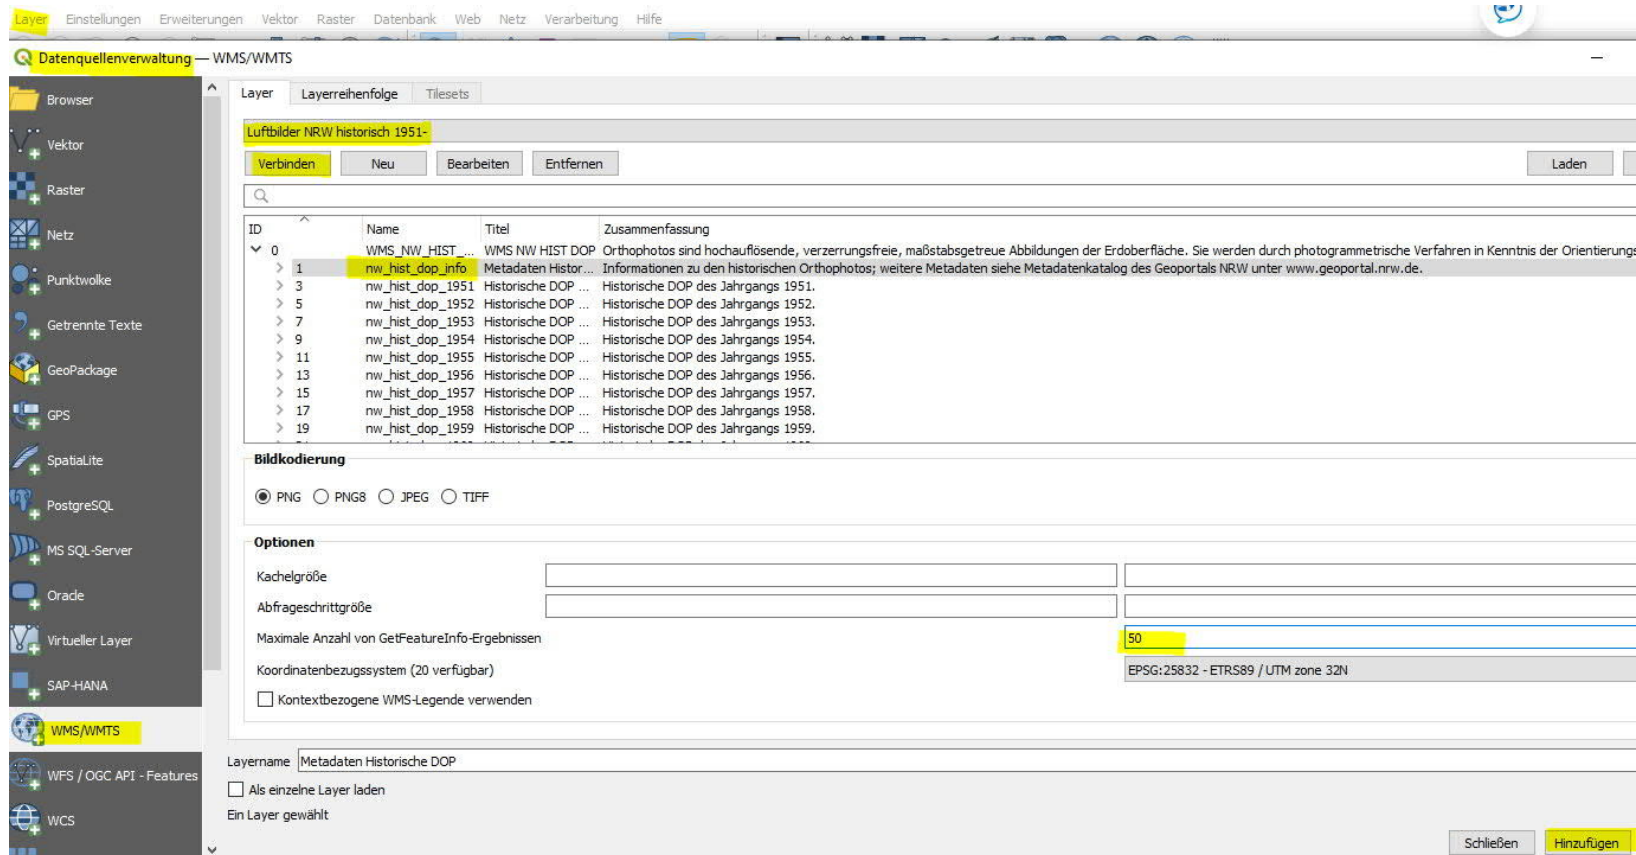 Layer Einstellungen Erweiterungen Vektor Raster Datenbank Web Netz Verarbeitung Hilfe
Datenquellenverwaltung — WMS/WMTS
Browser
Vektor
Raster
Netz
Punktwolke
Getrennte Texte
GeoPackage
GPS
SpatiaLite
PostgreSQL
MS SQL-Server
Oracle
Virtueller Layer
SAP-HANA
WMS/WMTS
WFS / OGC API - Features
WCS
Layer Layerreihenfolge Tilesets
Luftbilder NRW historisch 1951-
Verbinden Neu Bearbeiten Entfernen Laden
ID Name Titel Zusammenfassung
0 WMS_NW_HIST_... WMS NW HIST DOP Orthophotos sind hochauflösende, verzerrungsfreie, maßstabsgetreue Abbildungen der Erdoberfläche. Sie werden durch photogrammetrische Verfahren in Kenntnis der Orientierungs
1 nw_hist_dop_info Metadaten Histor... Informationen zu den historischen Orthophotos; weitere Metadaten siehe Metadatenkatalog des Geoportals NRW unter www.geoportal.nrw.de.
3 nw_hist_dop_1951 Historische DOP ... Historische DOP des Jahrgangs 1951.
5 nw_hist_dop_1952 Historische DOP ... Historische DOP des Jahrgangs 1952.
7 nw_hist_dop_1953 Historische DOP ... Historische DOP des Jahrgangs 1953.
9 nw_hist_dop_1954 Historische DOP ... Historische DOP des Jahrgangs 1954.
11 nw_hist_dop_1955 Historische DOP ... Historische DOP des Jahrgangs 1955.
13 nw_hist_dop_1956 Historische DOP ... Historische DOP des Jahrgangs 1956.
15 nw_hist_dop_1957 Historische DOP ... Historische DOP des Jahrgangs 1957.
17 nw_hist_dop_1958 Historische DOP ... Historische DOP des Jahrgangs 1958.
19 nw_hist_dop_1959 Historische DOP ... Historische DOP des Jahrgangs 1959.
Bildkodierung
PNG PNG8 JPEG TIFF
Optionen
Kachelgröße
Abfrageschrittgröße
Maximale Anzahl von GetFeatureInfo-Ergebnissen 50
Koordinatenbezugssystem (20 verfügbar) EPSG:25832 - ETRS89 / UTM zone 32N
Kontextbezogene WMS-Legende verwenden
Layername Metadaten Historische DOP
Als einzelne Layer laden
Ein Layer gewählt
Schließen Hinzufügen